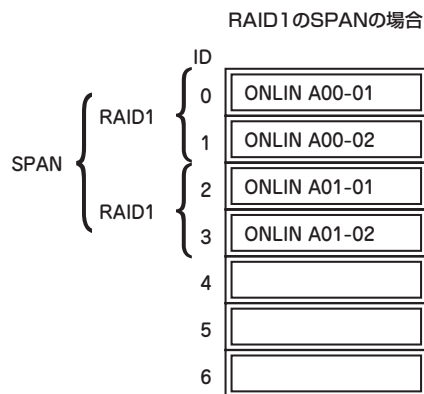 RAID1のSPANの場合
ID
0 ONLIN A00-01
RAID1
1 ONLIN A00-02
SPAN
2 ONLIN A01-01
RAID1
3 ONLIN A01-02
4
5
6